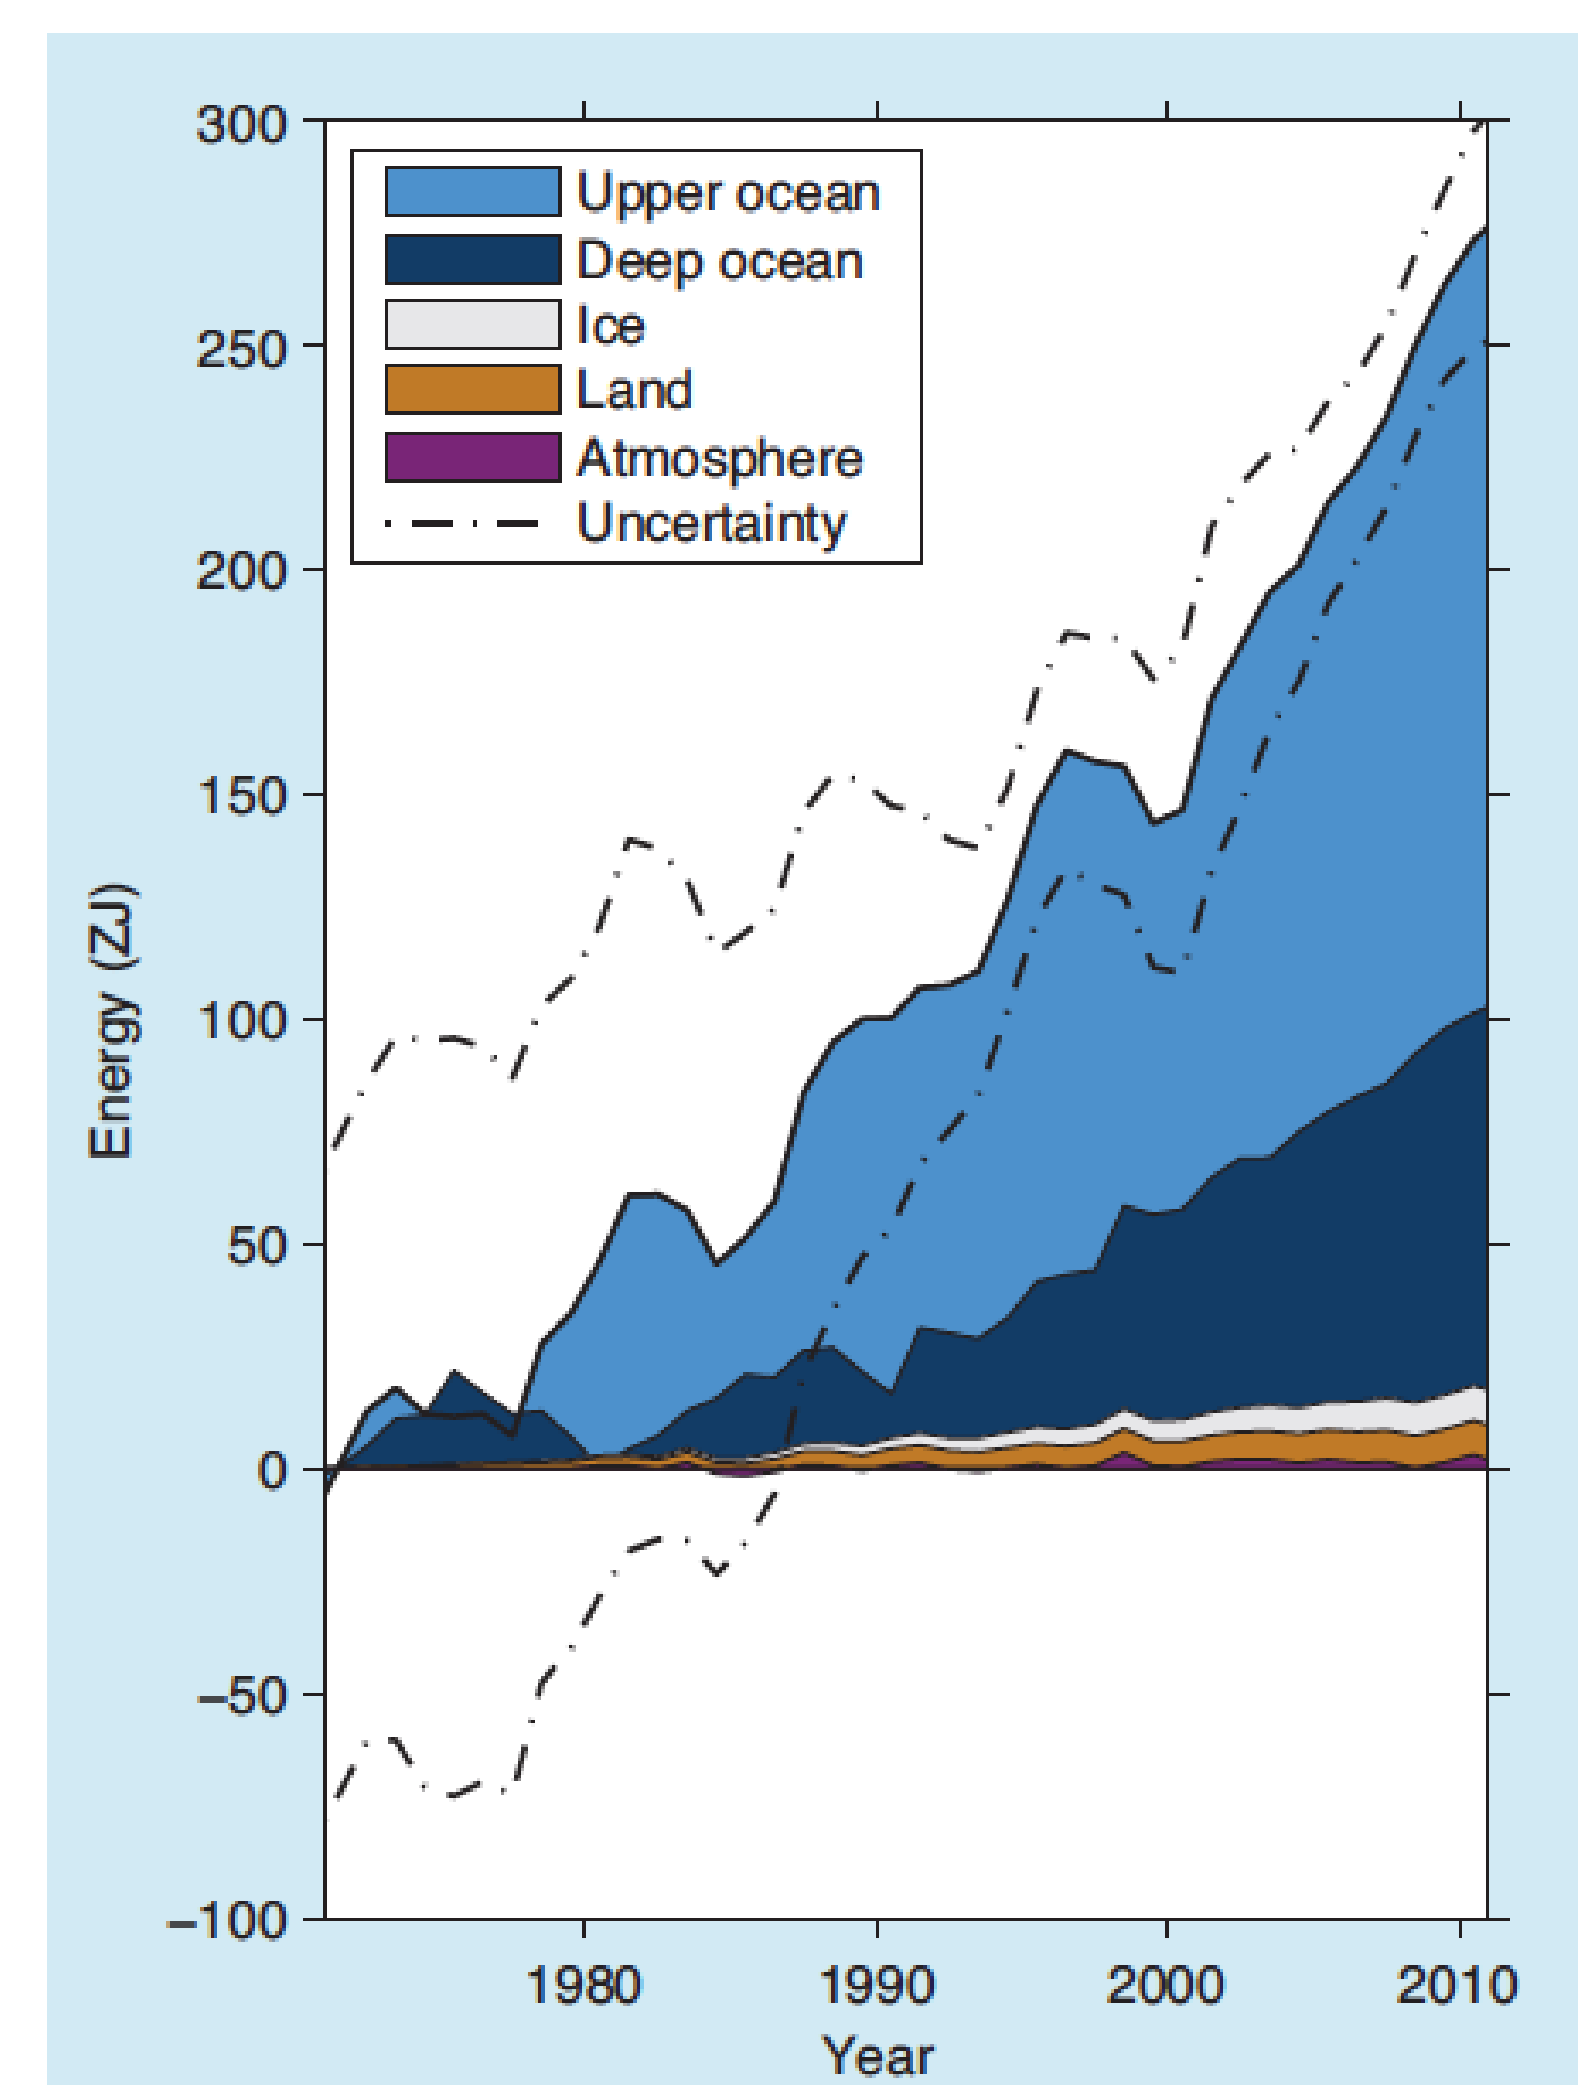 300
250
200
150
100
50
0
–50
–100
Energy (ZJ)
Upper ocean
Deep ocean
Ice
Land
Atmosphere
Uncertainty
1980 1990 2000 2010
Year